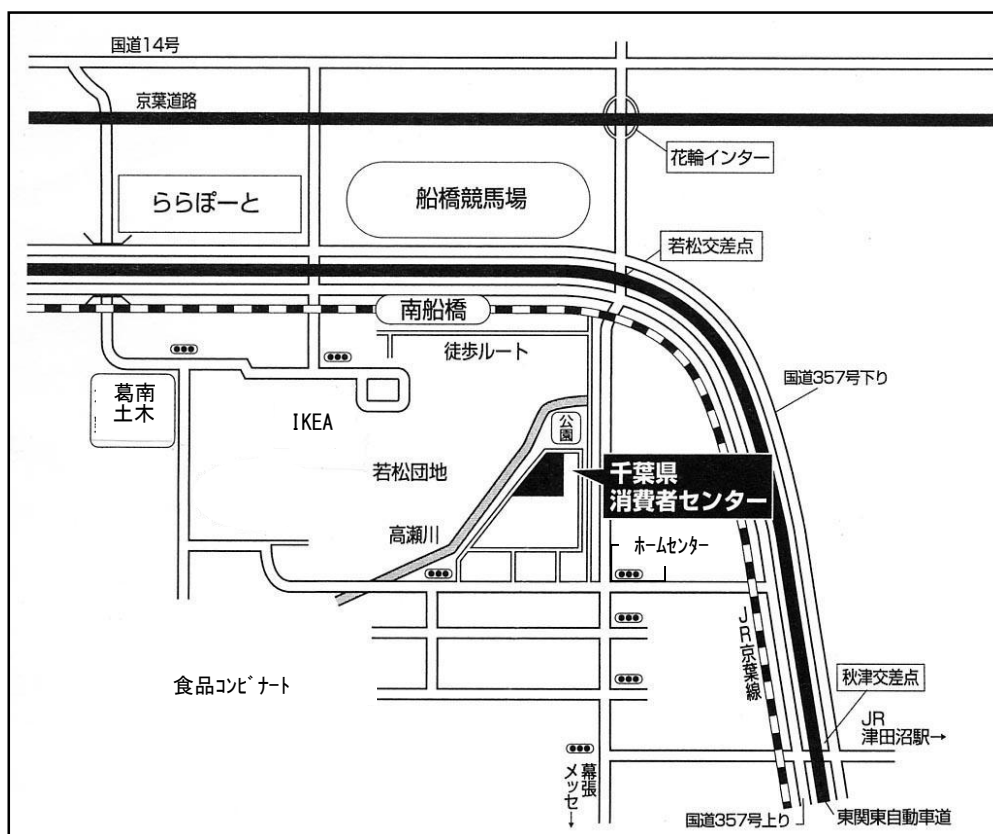 国道14号
京葉道路
花輪インター
ららぽーと
船橋競馬場
若松交差点
南船橋
徒歩ルート
国道357号下り
葛南
土木
IKEA
公園
若松団地
千葉県
消費者センター
高瀬川
ホームセンター
JR京葉線
食品コンビナート
秋津交差点
JR
津田沼駅→
幕張
メッセ→
国道357号上り
東関東自動車道